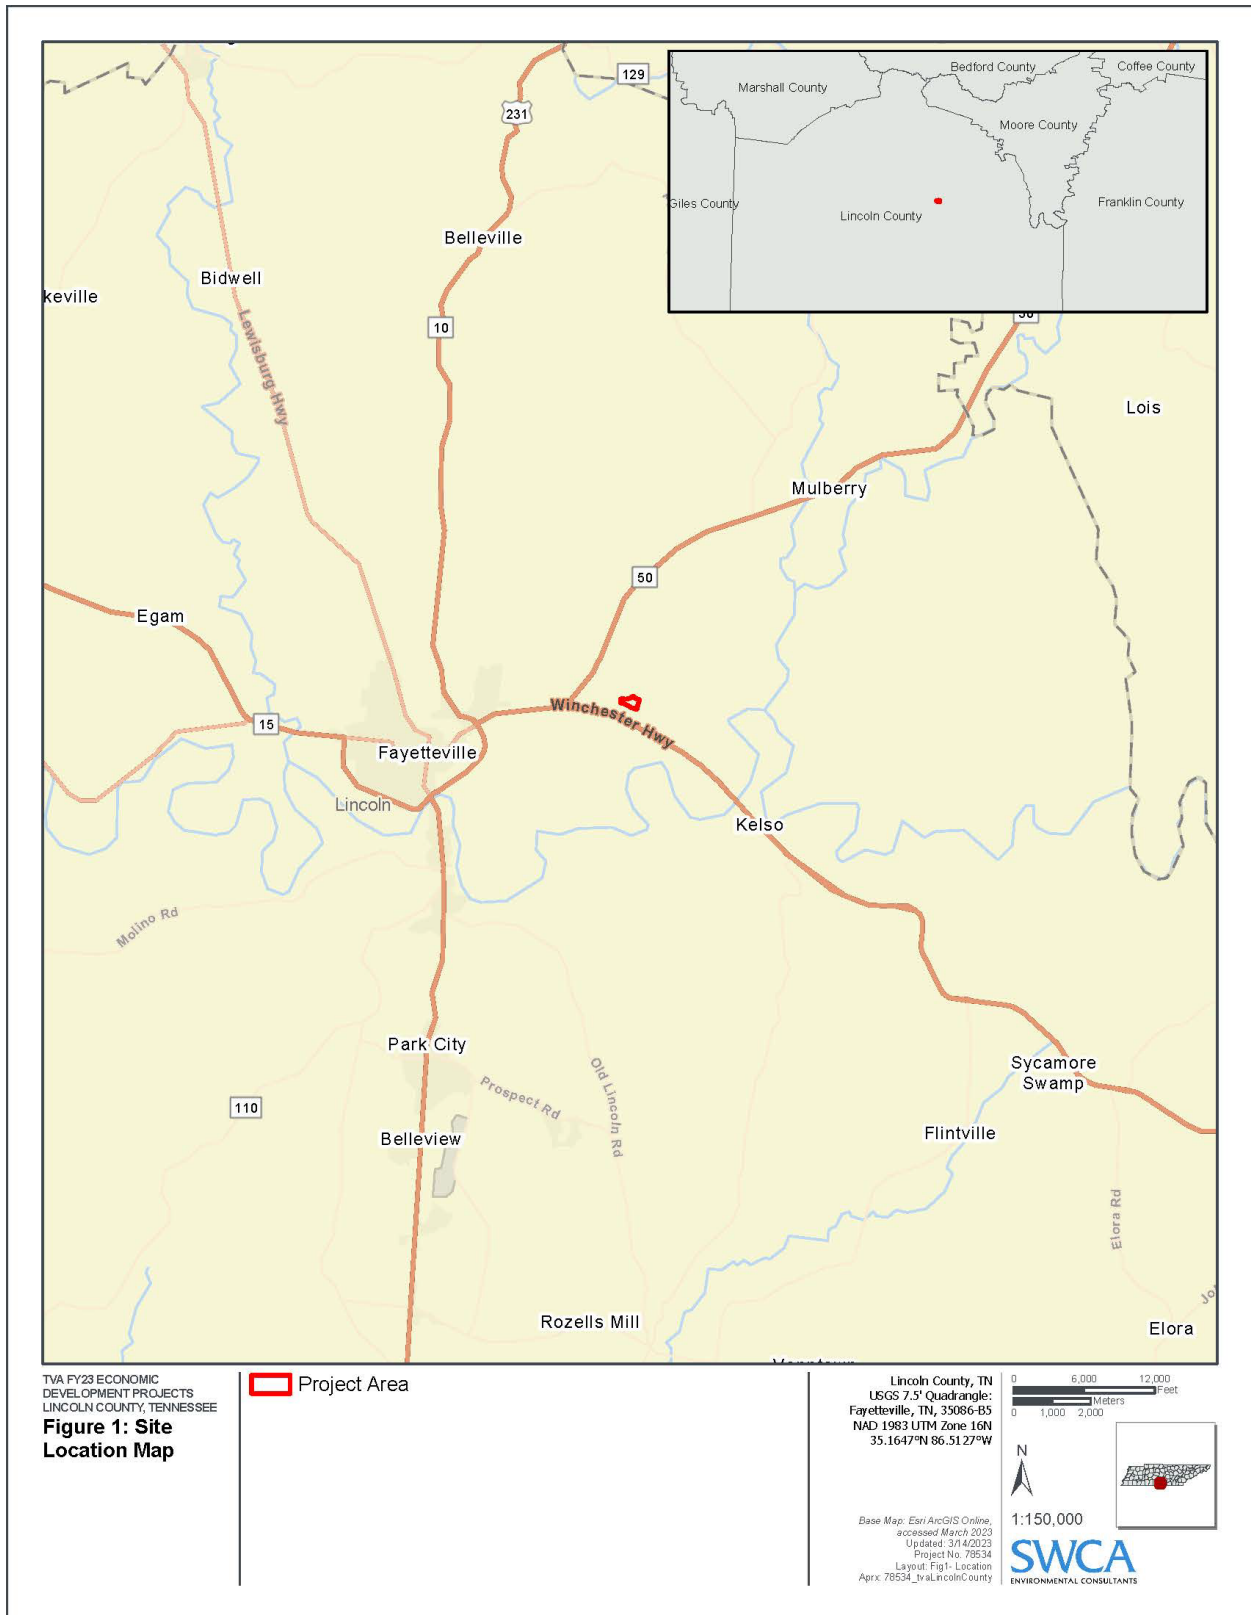 129
231
Bedford County
Coffee County
Marshall County
Moore County
Giles County
Lincoln County
Franklin County
Belleville
Bidwell
keville
10
Lewisburg Hwy
Lois
Mulberry
50
Egam
15
Winchester Hwy
Fayetteville
Lincoln
Kelso
Molino Rd
Park City
Old Lincoln Rd
Prospect Rd
Sycamore
Swamp
110
Belleview
Flintville
Elora Rd
Rozells Mill
Elora
TVA FY23 ECONOMIC
DEVELOPMENT PROJECTS
LINCOLN COUNTY, TENNESSEE
Figure 1: Site
Location Map
Project Area
Lincoln County, TN
USGS 7.5' Quadrangle:
Fayetteville, TN, 35086-B5
NAD 1983 UTM Zone 16N
35.1647°N 86.5127°W
Base Map: Esri ArcGIS Online,
accessed March 2023
Updated: 3/14/2023
Project No. 78534
Layout: Fig1- Location
Aprx: 78534_tvaLincolnCounty
0 6,000 12,000
Feet
Meters
0 1,000 2,000
N
1:150,000
SWCA
ENVIRONMENTAL CONSULTANTS